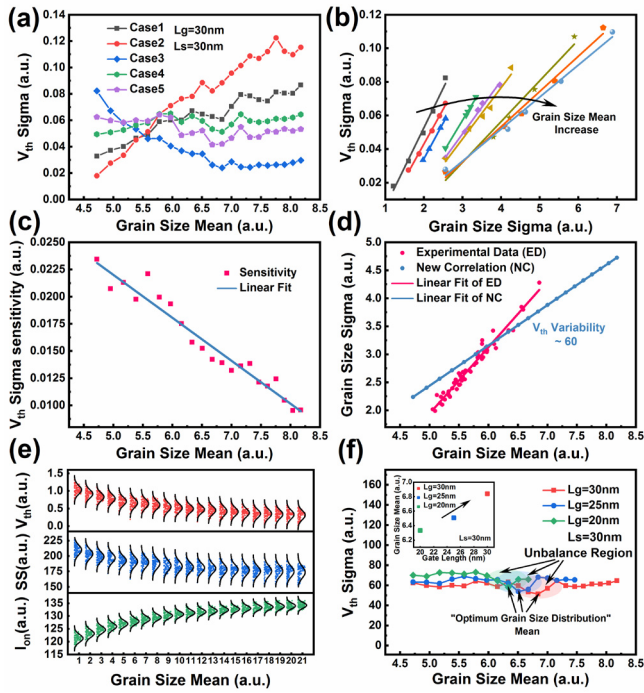 (a)
Case1 Lg=30nm
Case2 Ls=30nm
Case3
Case4
Case5
Vth Sigma (a.u.)
0.12
0.10
0.08
0.06
0.04
0.02
0.00
4.5 5.0 5.5 6.0 6.5 7.0 7.5 8.0 8.5
Grain Size Mean (a.u.)
(b)
Vth Sigma (a.u.)
0.12
0.10
0.08
0.06
0.04
0.02
1 2 3 4 5 6 7
Grain Size Sigma (a.u.)
Grain Size Mean
Increase
(c)
Vth Sigma sensitivity (a.u.)
0.0250
0.0225
0.0200
0.0175
0.0150
0.0125
0.0100
4.5 5.0 5.5 6.0 6.5 7.0 7.5 8.0 8.5
Grain Size Mean (a.u.)
Sensitivity
Linear Fit
(d)
Grain Size Sigma (a.u.)
5.0
4.5
4.0
3.5
3.0
2.5
2.0
4.5 5.0 5.5 6.0 6.5 7.0 7.5 8.0 8.5
Grain Size Mean (a.u.)
Experimental Data (ED)
New Correlation (NC)
Linear Fit of ED
Linear Fit of NC
Vth Variability
~ 60
(e)
Vth(a.u.)
1.5
1.0
0.5
0.0
SS(a.u.)
225
200
175
150
Ion(a.u.)
135
130
125
120
115
1 2 3 4 5 6 7 8 9 10 11 12 13 14 15 16 17 18 19 20 21
Grain Size Mean (a.u.)
(f)
Vth Sigma (a.u.)
160
140
120
100
80
60
40
20
0
4.5 5.0 5.5 6.0 6.5 7.0 7.5 8.0 8.5
Grain Size Mean (a.u.)
Grain Size Mean (a.u.)
7.0
6.8
6.6
6.4
Lg=30nm
Lg=25nm
Lg=20nm
Ls=30nm
20 25 30
Gate Length (nm)
Lg=30nm
Lg=25nm
Lg=20nm
Ls=30nm
Unbalance Region
"Optimum Grain Size Distribution"
Mean